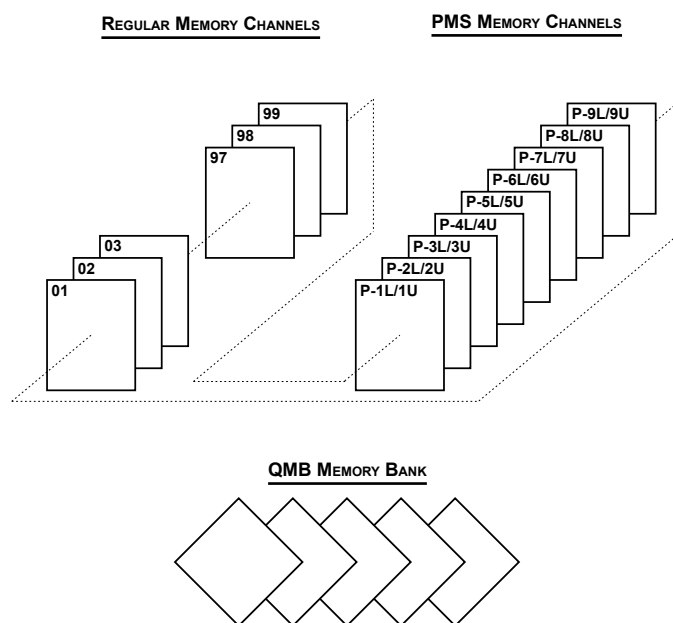 REGULAR MEMORY CHANNELS
PMS MEMORY CHANNELS
99
98
97
03
02
01
P-9L/9U
P-8L/8U
P-7L/7U
P-6L/6U
P-5L/5U
P-4L/4U
P-3L/3U
P-2L/2U
P-1L/1U
QMB MEMORY BANK